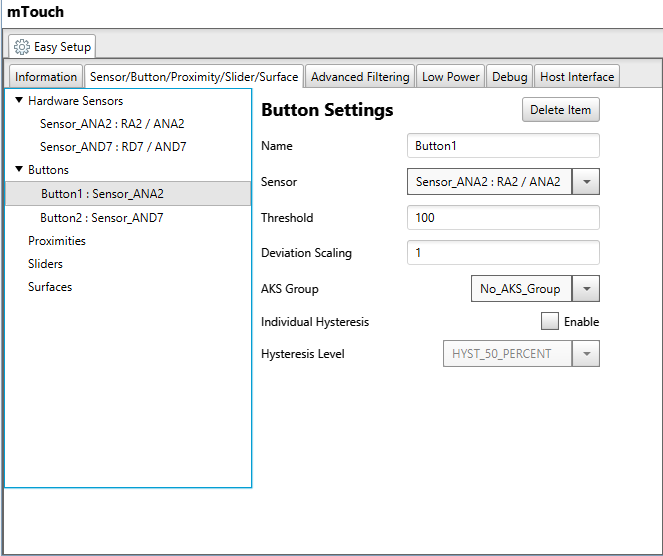 mTouch
Easy Setup
Information Sensor/Button/Proximity/Slider/Surface Advanced Filtering Low Power Debug Host Interface
Hardware Sensors
Sensor_ANA2 : RA2 / ANA2
Sensor_AND7 : RD7 / AND7
Buttons
Button1 : Sensor_ANA2
Button2 : Sensor_AND7
Proximities
Sliders
Surfaces
Button Settings Delete Item
Name Button1
Sensor Sensor_ANA2 : RA2 / ANA2
Threshold 100
Deviation Scaling 1
AKS Group No_AKS_Group
Individual Hysteresis Enable
Hysteresis Level HYST_50_PERCENT